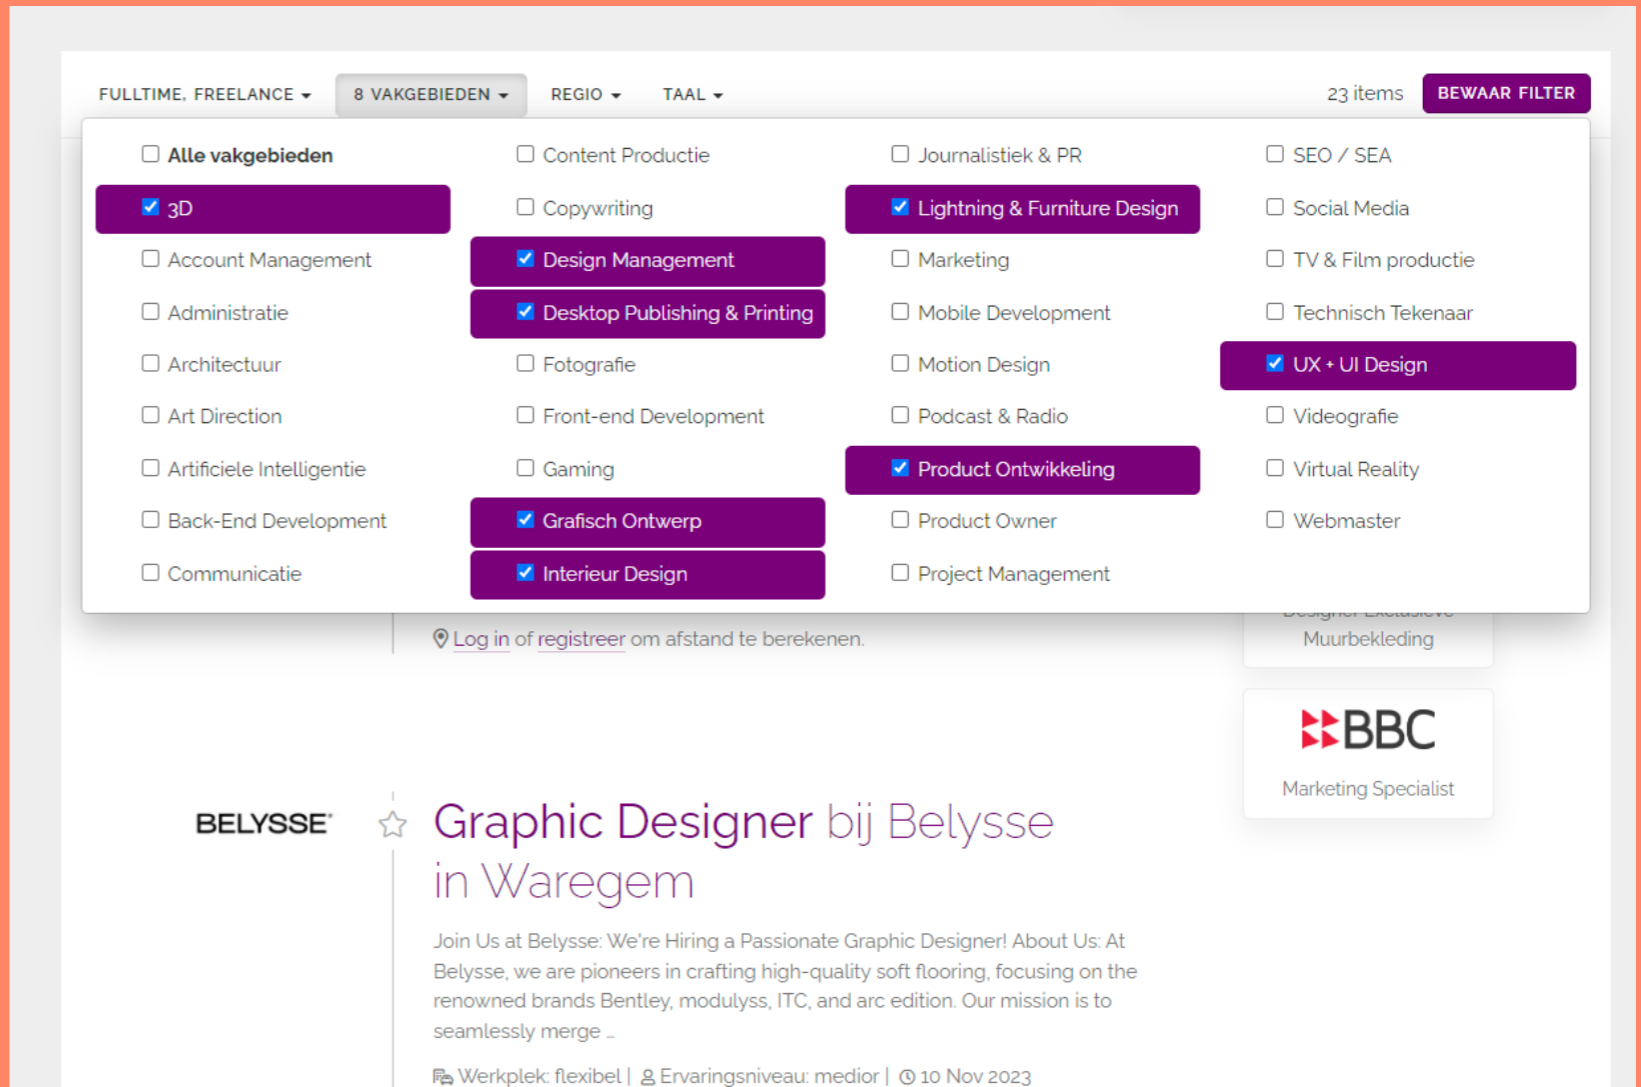 FULLTIME, FREELANCE
8 VAKGEBIEDEN
REGIO
TAAL
23 items
BEWAAR FILTER
Alle vakgebieden
3D
Account Management
Administratie
Architectuur
Art Direction
Artificiele Intelligentie
Back-End Development
Communicatie
Content Productie
Copywriting
Design Management
Desktop Publishing & Printing
Fotografie
Front-end Development
Gaming
Grafisch Ontwerp
Interieur Design
Journalistiek & PR
Lightning & Furniture Design
Marketing
Mobile Development
Motion Design
Podcast & Radio
Product Ontwikkeling
Product Owner
Project Management
SEO / SEA
Social Media
TV & Film productie
Technisch Tekenaar
UX + UI Design
Videografie
Virtual Reality
Webmaster
Log in of registreer om afstand te berekenen.
Designer Exclusieve
Muurbekleding
BBC
Marketing Specialist
BELYSSE
Graphic Designer bij Belysse
in Waregem
Join Us at Belysse: We're Hiring a Passionate Graphic Designer! About Us: At
Belysse, we are pioneers in crafting high-quality soft flooring, focusing on the
renowned brands Bentley, modulyss, ITC, and arc edition. Our mission is to
seamlessly merge ...
Werkplek: flexibel | Ervaringsniveau: medior | 10 Nov 2023